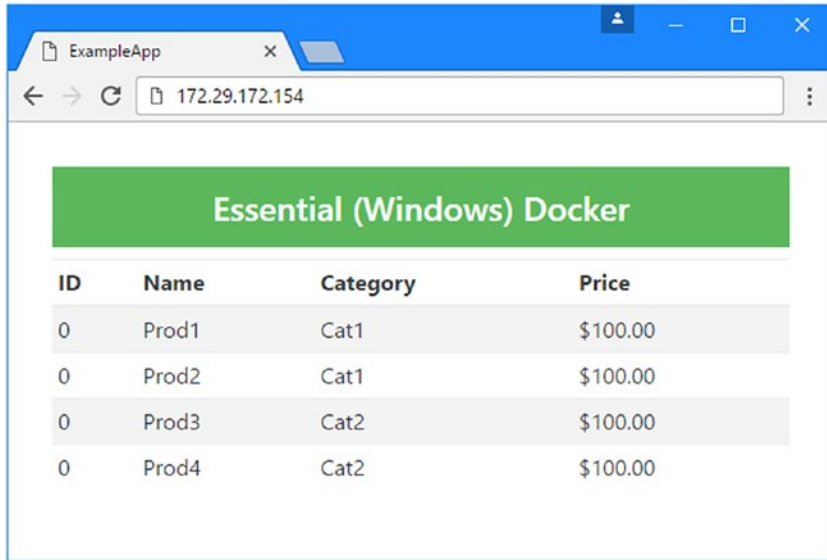 ExampleApp
172.29.172.154
Essential (Windows) Docker
ID Name Category Price
0 Prod1 Cat1 $100.00
0 Prod2 Cat1 $100.00
0 Prod3 Cat2 $100.00
0 Prod4 Cat2 $100.00